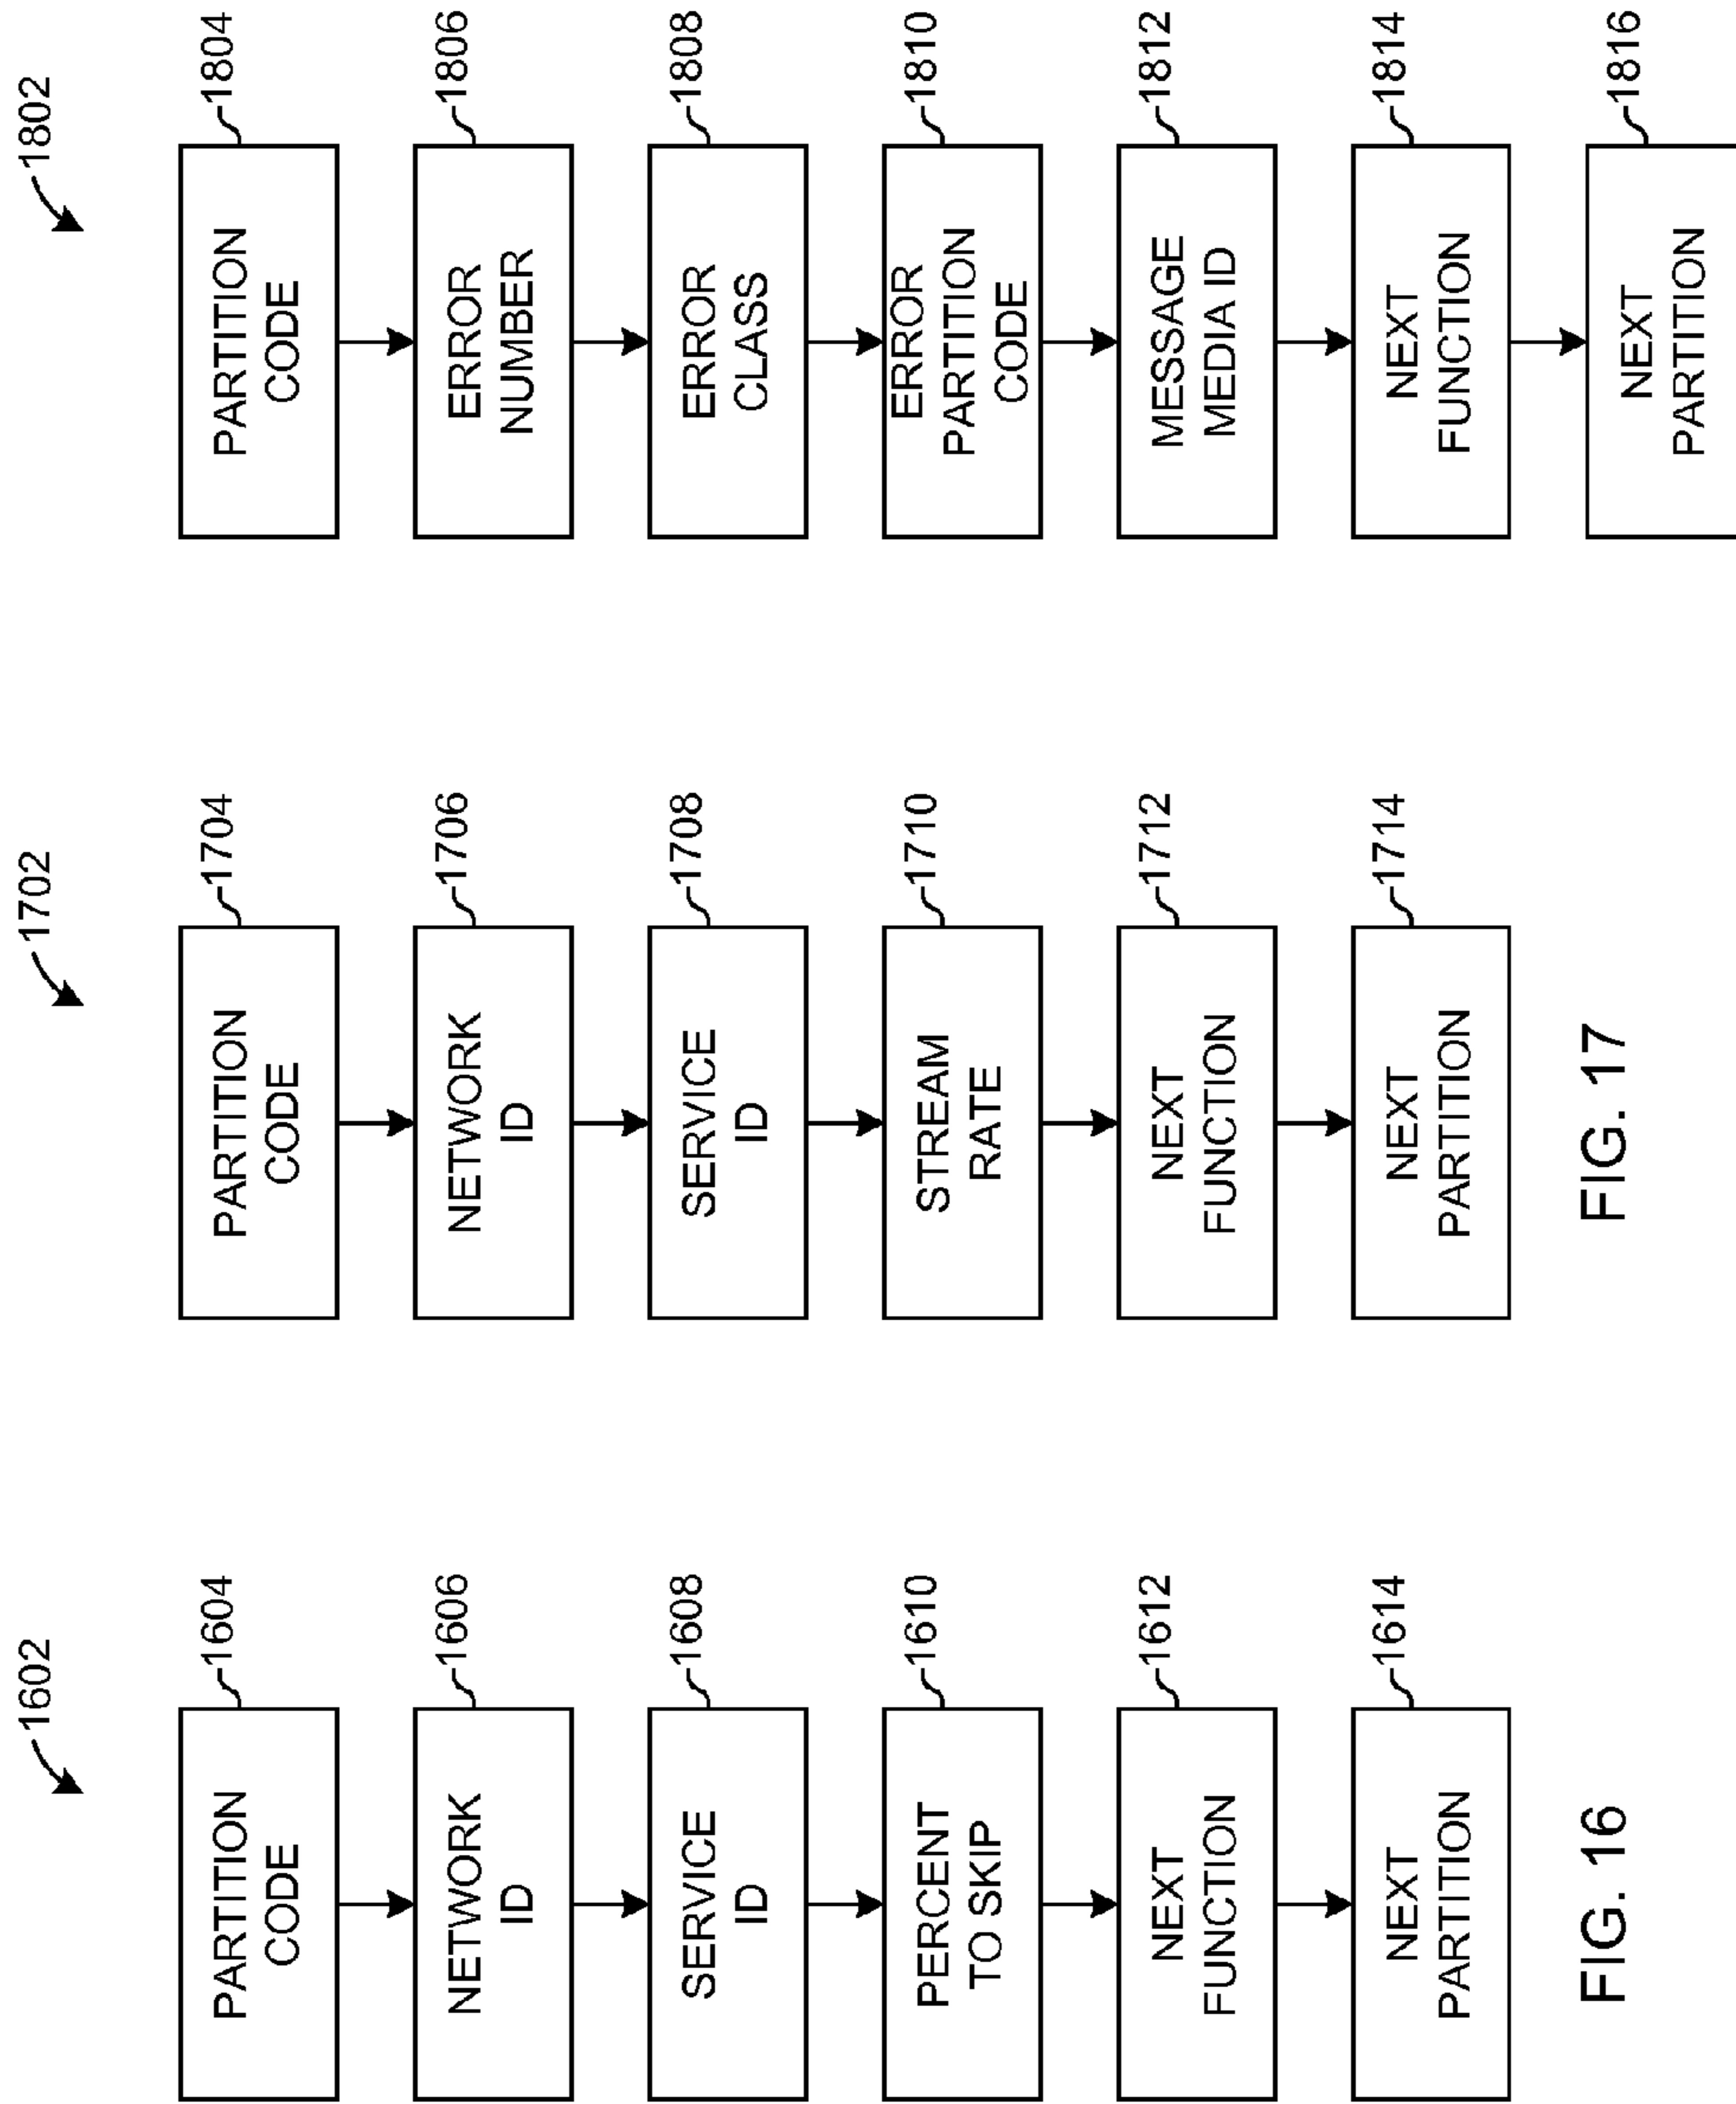 1602
PARTITION
CODE
1604
NETWORK
ID
1606
SERVICE
ID
1608
PERCENT
TO SKIP
1610
NEXT
FUNCTION
1612
NEXT
PARTITION
1614
FIG. 16
1702
PARTITION
CODE
1704
NETWORK
ID
1706
SERVICE
ID
1708
STREAM
RATE
1710
NEXT
FUNCTION
1712
NEXT
PARTITION
1714
FIG. 17
1802
PARTITION
CODE
1804
ERROR
NUMBER
1806
ERROR
CLASS
1808
ERROR
PARTITION
CODE
1810
MESSAGE
MEDIA ID
1812
NEXT
FUNCTION
1814
NEXT
PARTITION
1816